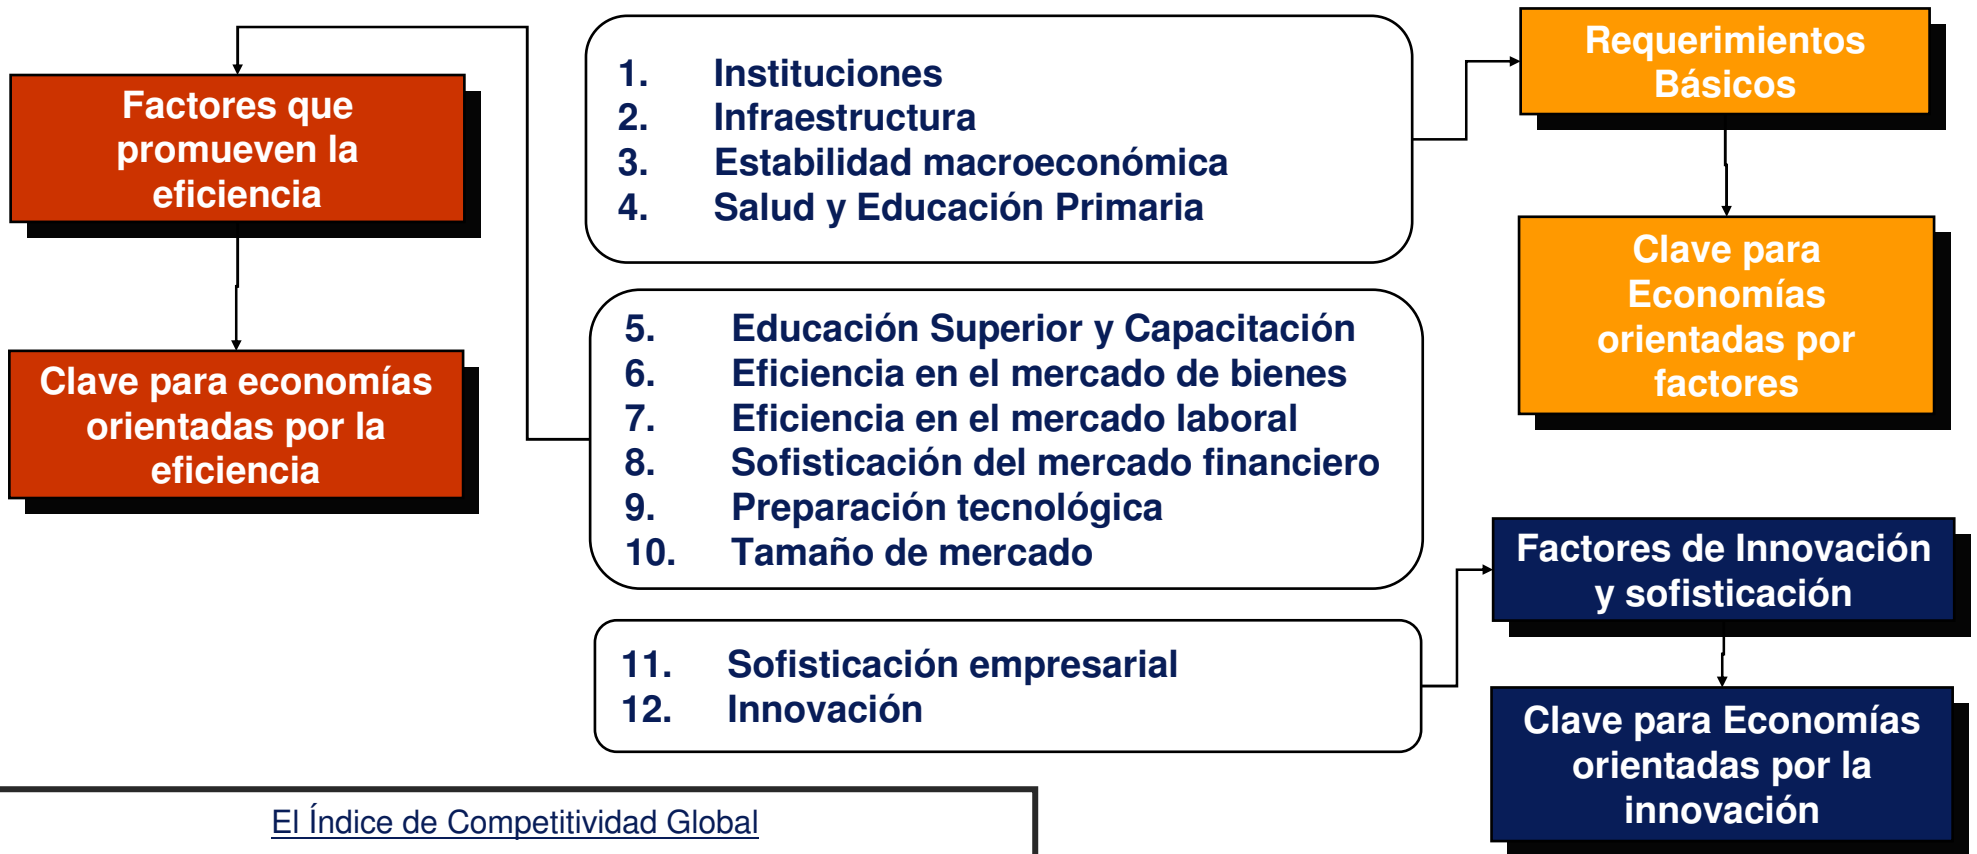 Factores que
promueven la
eficiencia
Clave para economías
orientadas por la
eficiencia
1. Instituciones
2. Infraestructura
3. Estabilidad macroeconómica
4. Salud y Educación Primaria
5. Educación Superior y Capacitación
6. Eficiencia en el mercado de bienes
7. Eficiencia en el mercado laboral
8. Sofisticación del mercado financiero
9. Preparación tecnológica
10. Tamaño de mercado
11. Sofisticación empresarial
12. Innovación
Requerimientos
Básicos
Clave para
Economías
orientadas por
factores
Factores de Innovación
y sofisticación
Clave para Economías
orientadas por la
innovación
El Índice de Competitividad Global